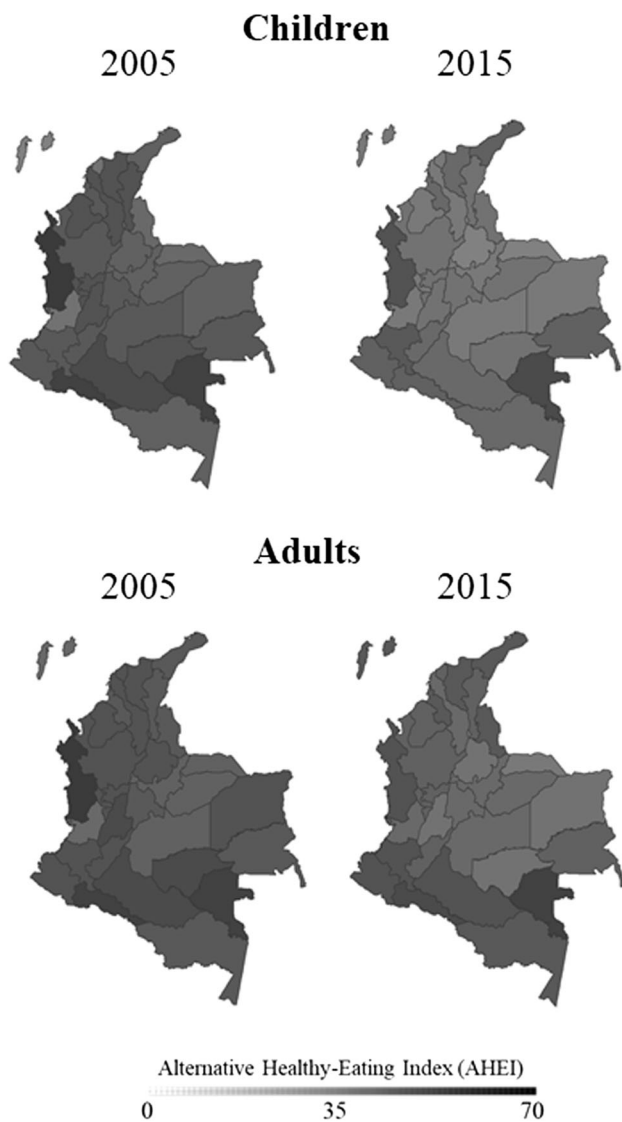 Children
2005 2015
Adults
2005 2015
Alternative Healthy-Eating Index (AHEI)
0 35 70